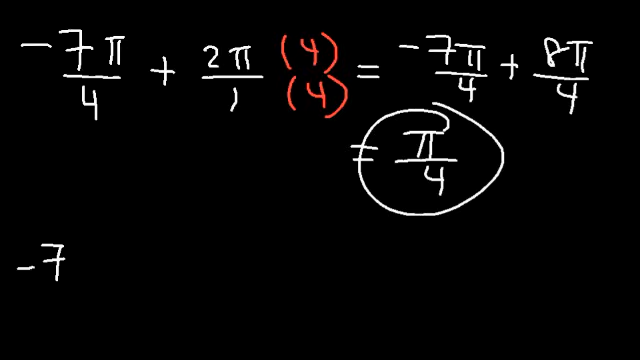 -7π/4 + 2π/1 (4)/(4) = -7π/4 + 8π/4
= π/4
-7